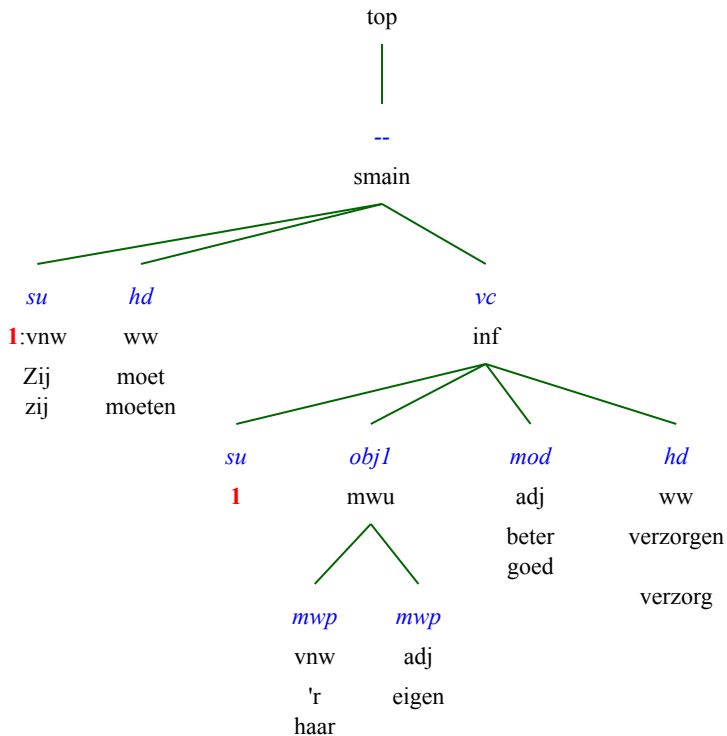 top
--
smain
su hd vc
1:vnw ww inf
Zij moet
zij moeten
su obj1 mod hd
1 mwu adj ww
beter verzorgen
goed
verzorg
mwp mwp
vnw adj
'r eigen
haar